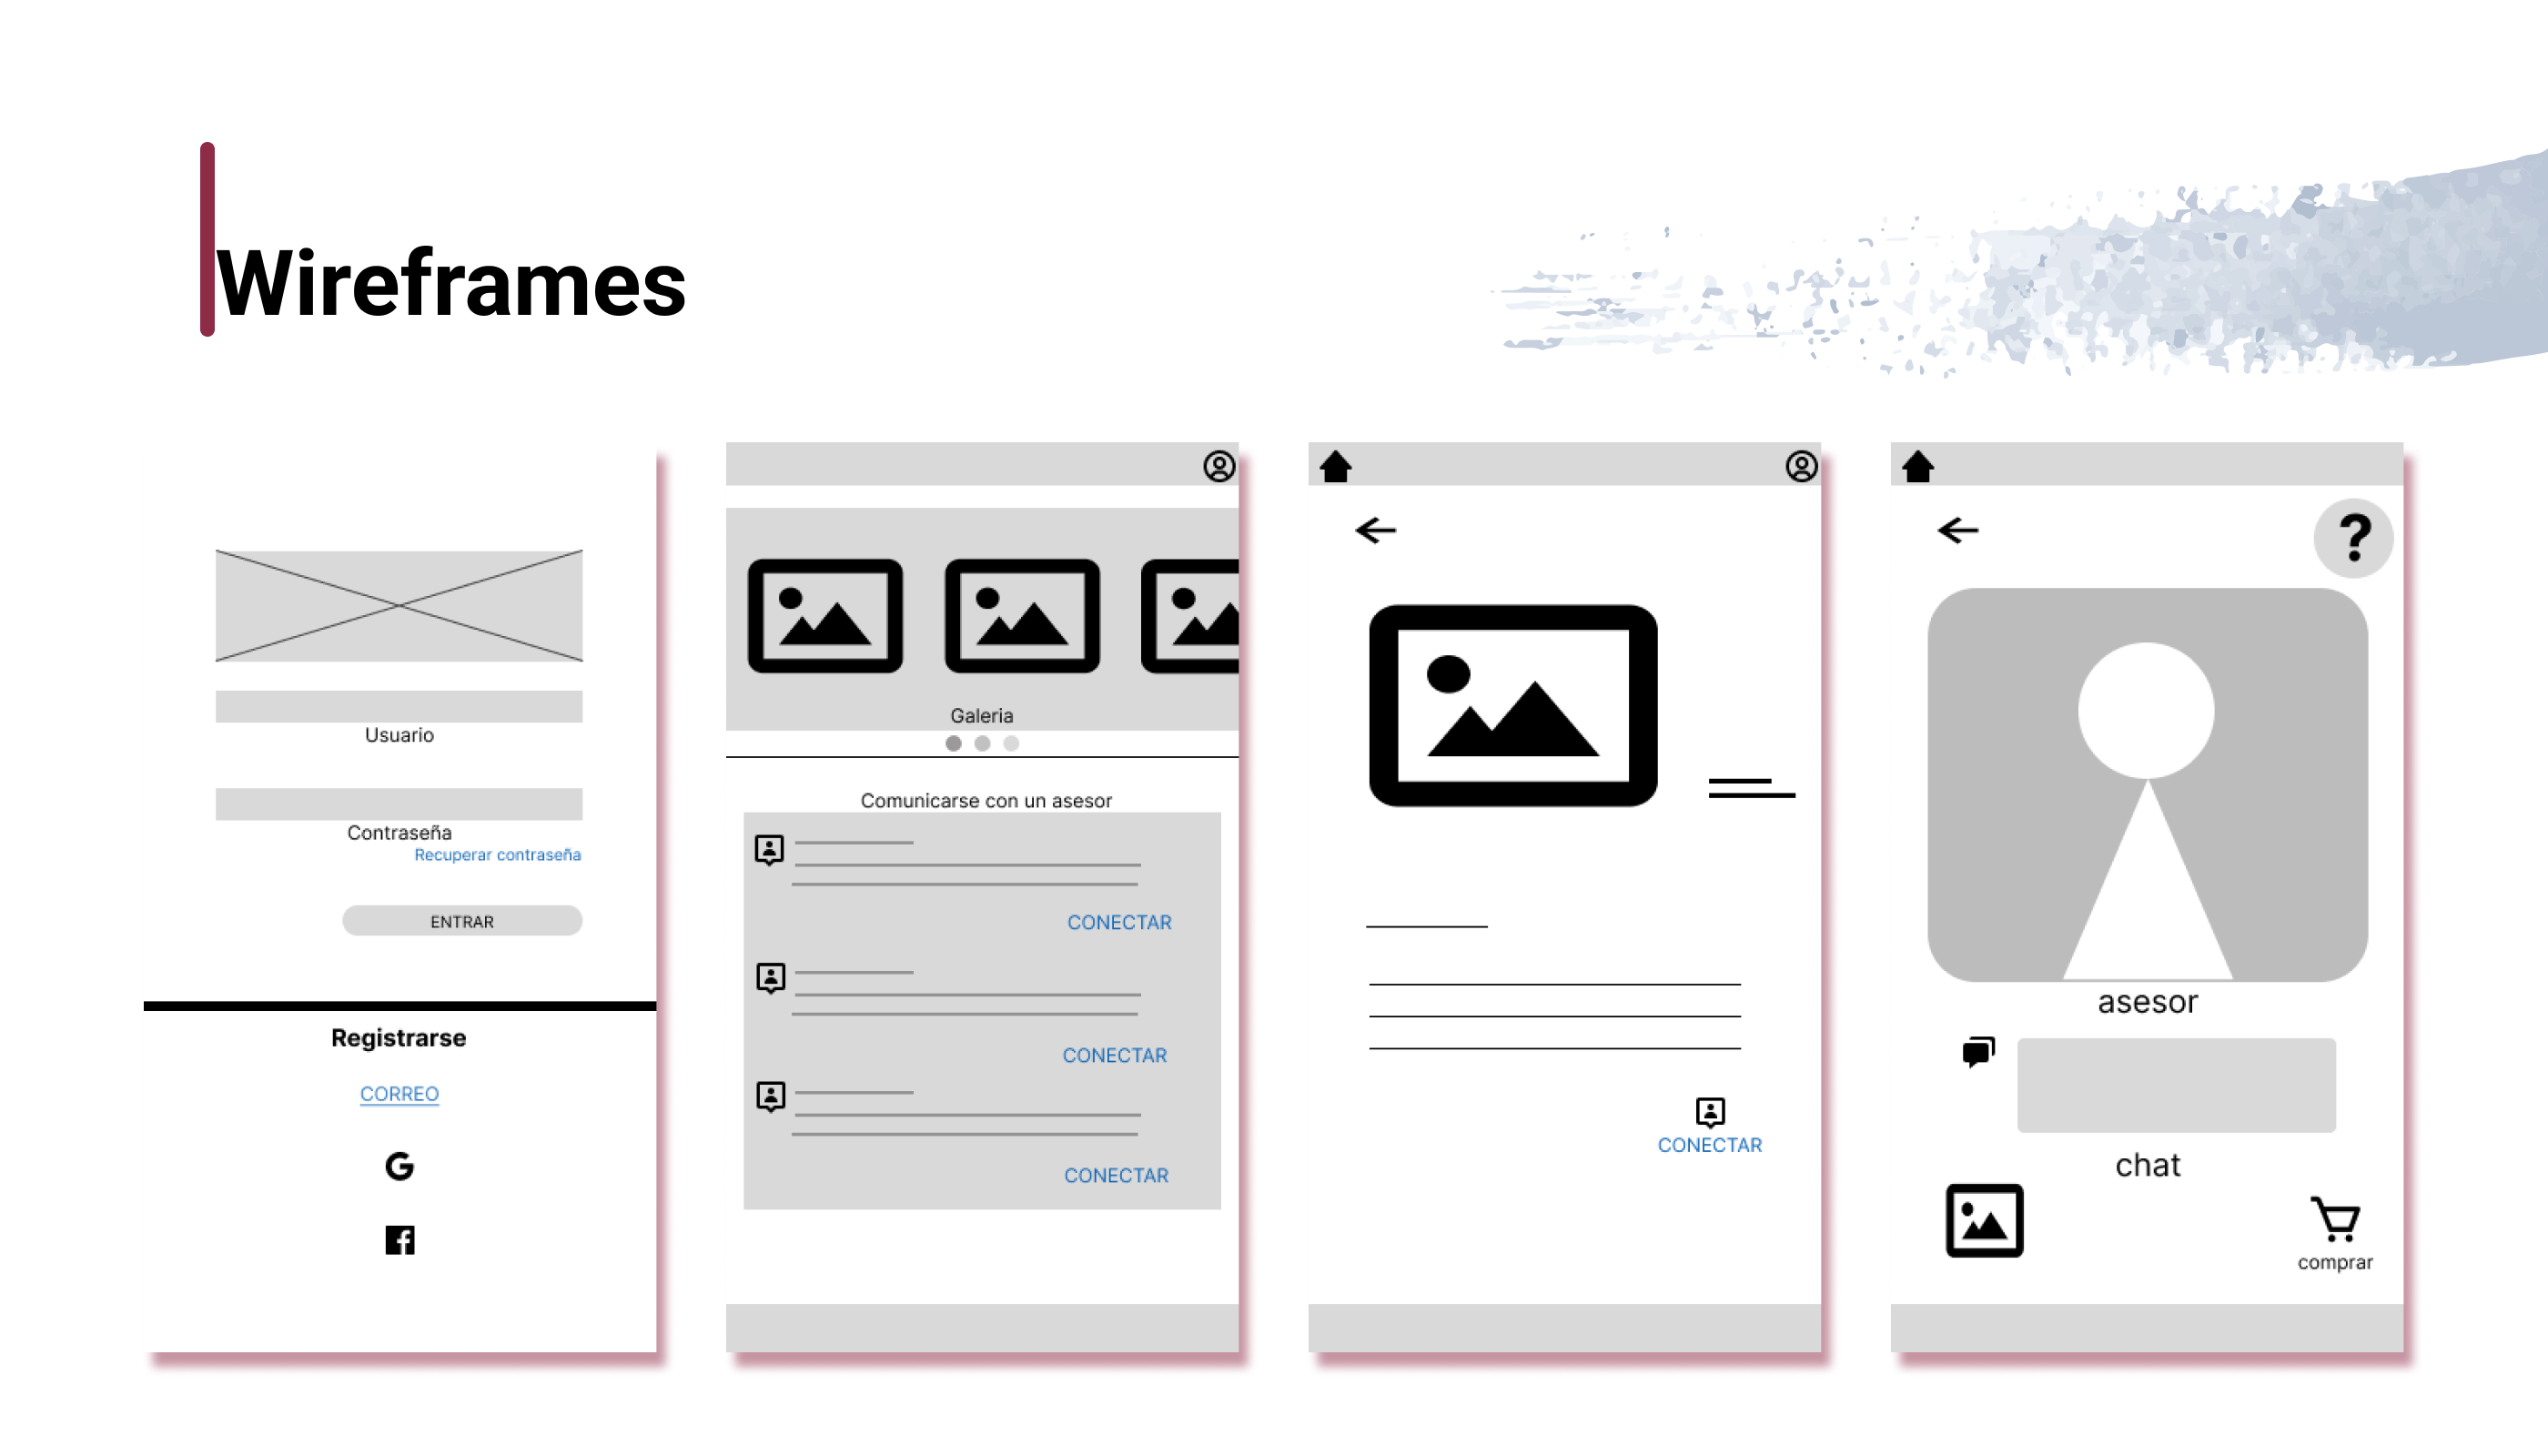 Wireframes
Usuario
Contraseña
Recuperar contraseña
ENTRAR
Registrarse
CORREO
Galeria
Comunicarse con un asesor
CONECTAR
CONECTAR
CONECTAR
CONECTAR
?
asesor
chat
comprar